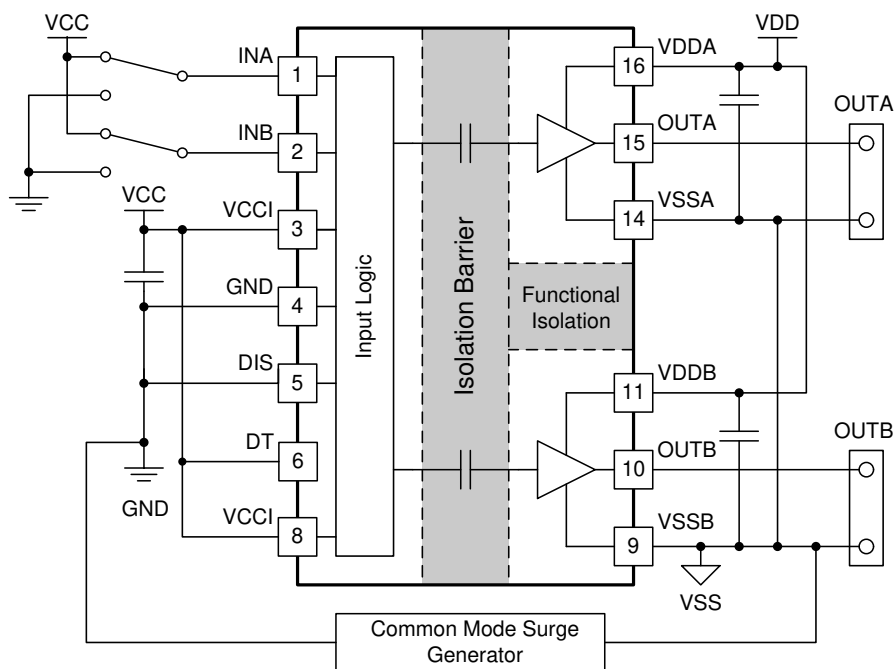 VCC
INA
1
INB
2
VCC
VCCI
3
GND
4
DIS
5
DT
6
GND
VCCI
8
Input Logic
Isolation Barrier
Functional
Isolation
16
VDDA
VDD
15
OUTA
OUTA
14
VSSA
11
VDDB
10
OUTB
OUTB
9
VSSB
VSS
Common Mode Surge
Generator